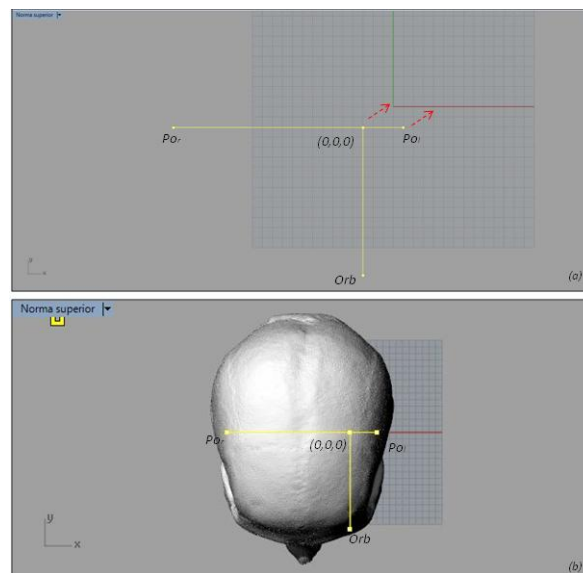 Norma superior
Poᵣ
(0,0,0)
Poₗ
Orb
(a)
Norma superior
Poᵣ
(0,0,0)
Poₗ
Orb
y
x
(b)